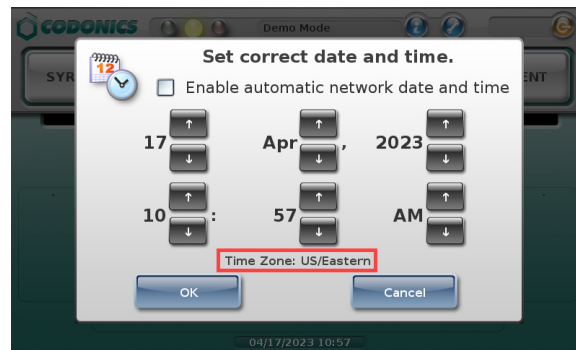 CODONICS
Demo Mode
12
Set correct date and time.
Enable automatic network date and time
SYR
ENT
17 Apr, 2023
10 : 57 AM
Time Zone: US/Eastern
OK Cancel
04/17/2023 10:57